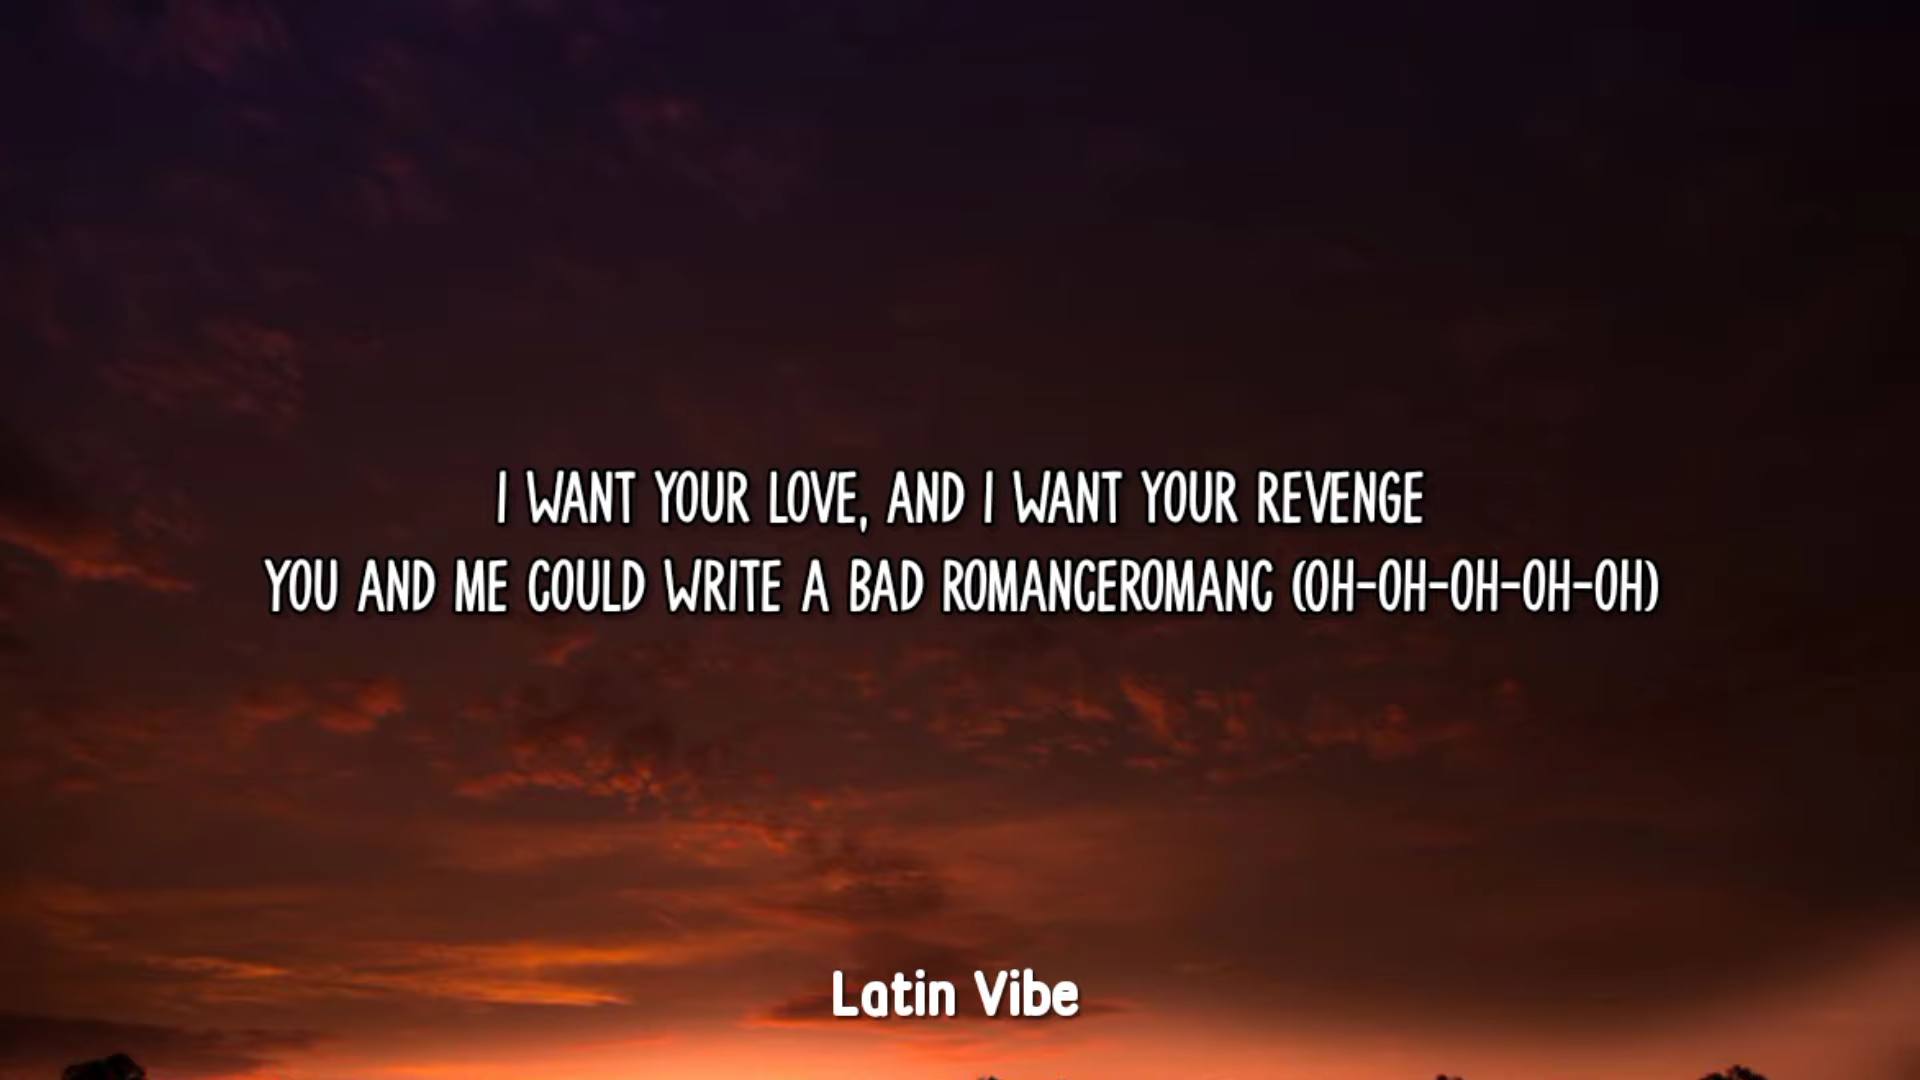 I WANT YOUR LOVE, AND I WANT YOUR REVENGE
YOU AND ME COULD WRITE A BAD ROMANCEROMANC (OH-OH-OH-OH-OH)
Latin Vibe